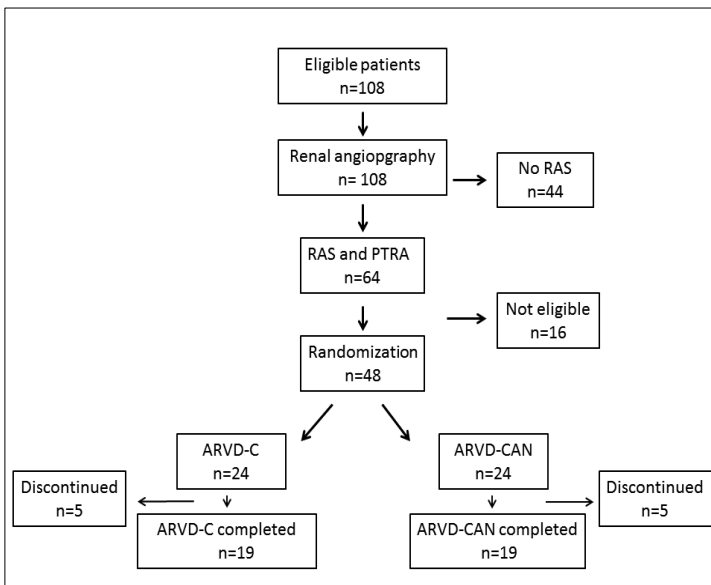 Eligible patients
n=108
Renal angiopgraphy
n= 108
No RAS
n=44
RAS and PTRA
n=64
Not eligible
n=16
Randomization
n=48
ARVD-C
n=24
ARVD-CAN
n=24
Discontinued
n=5
Discontinued
n=5
ARVD-C completed
n=19
ARVD-CAN completed
n=19